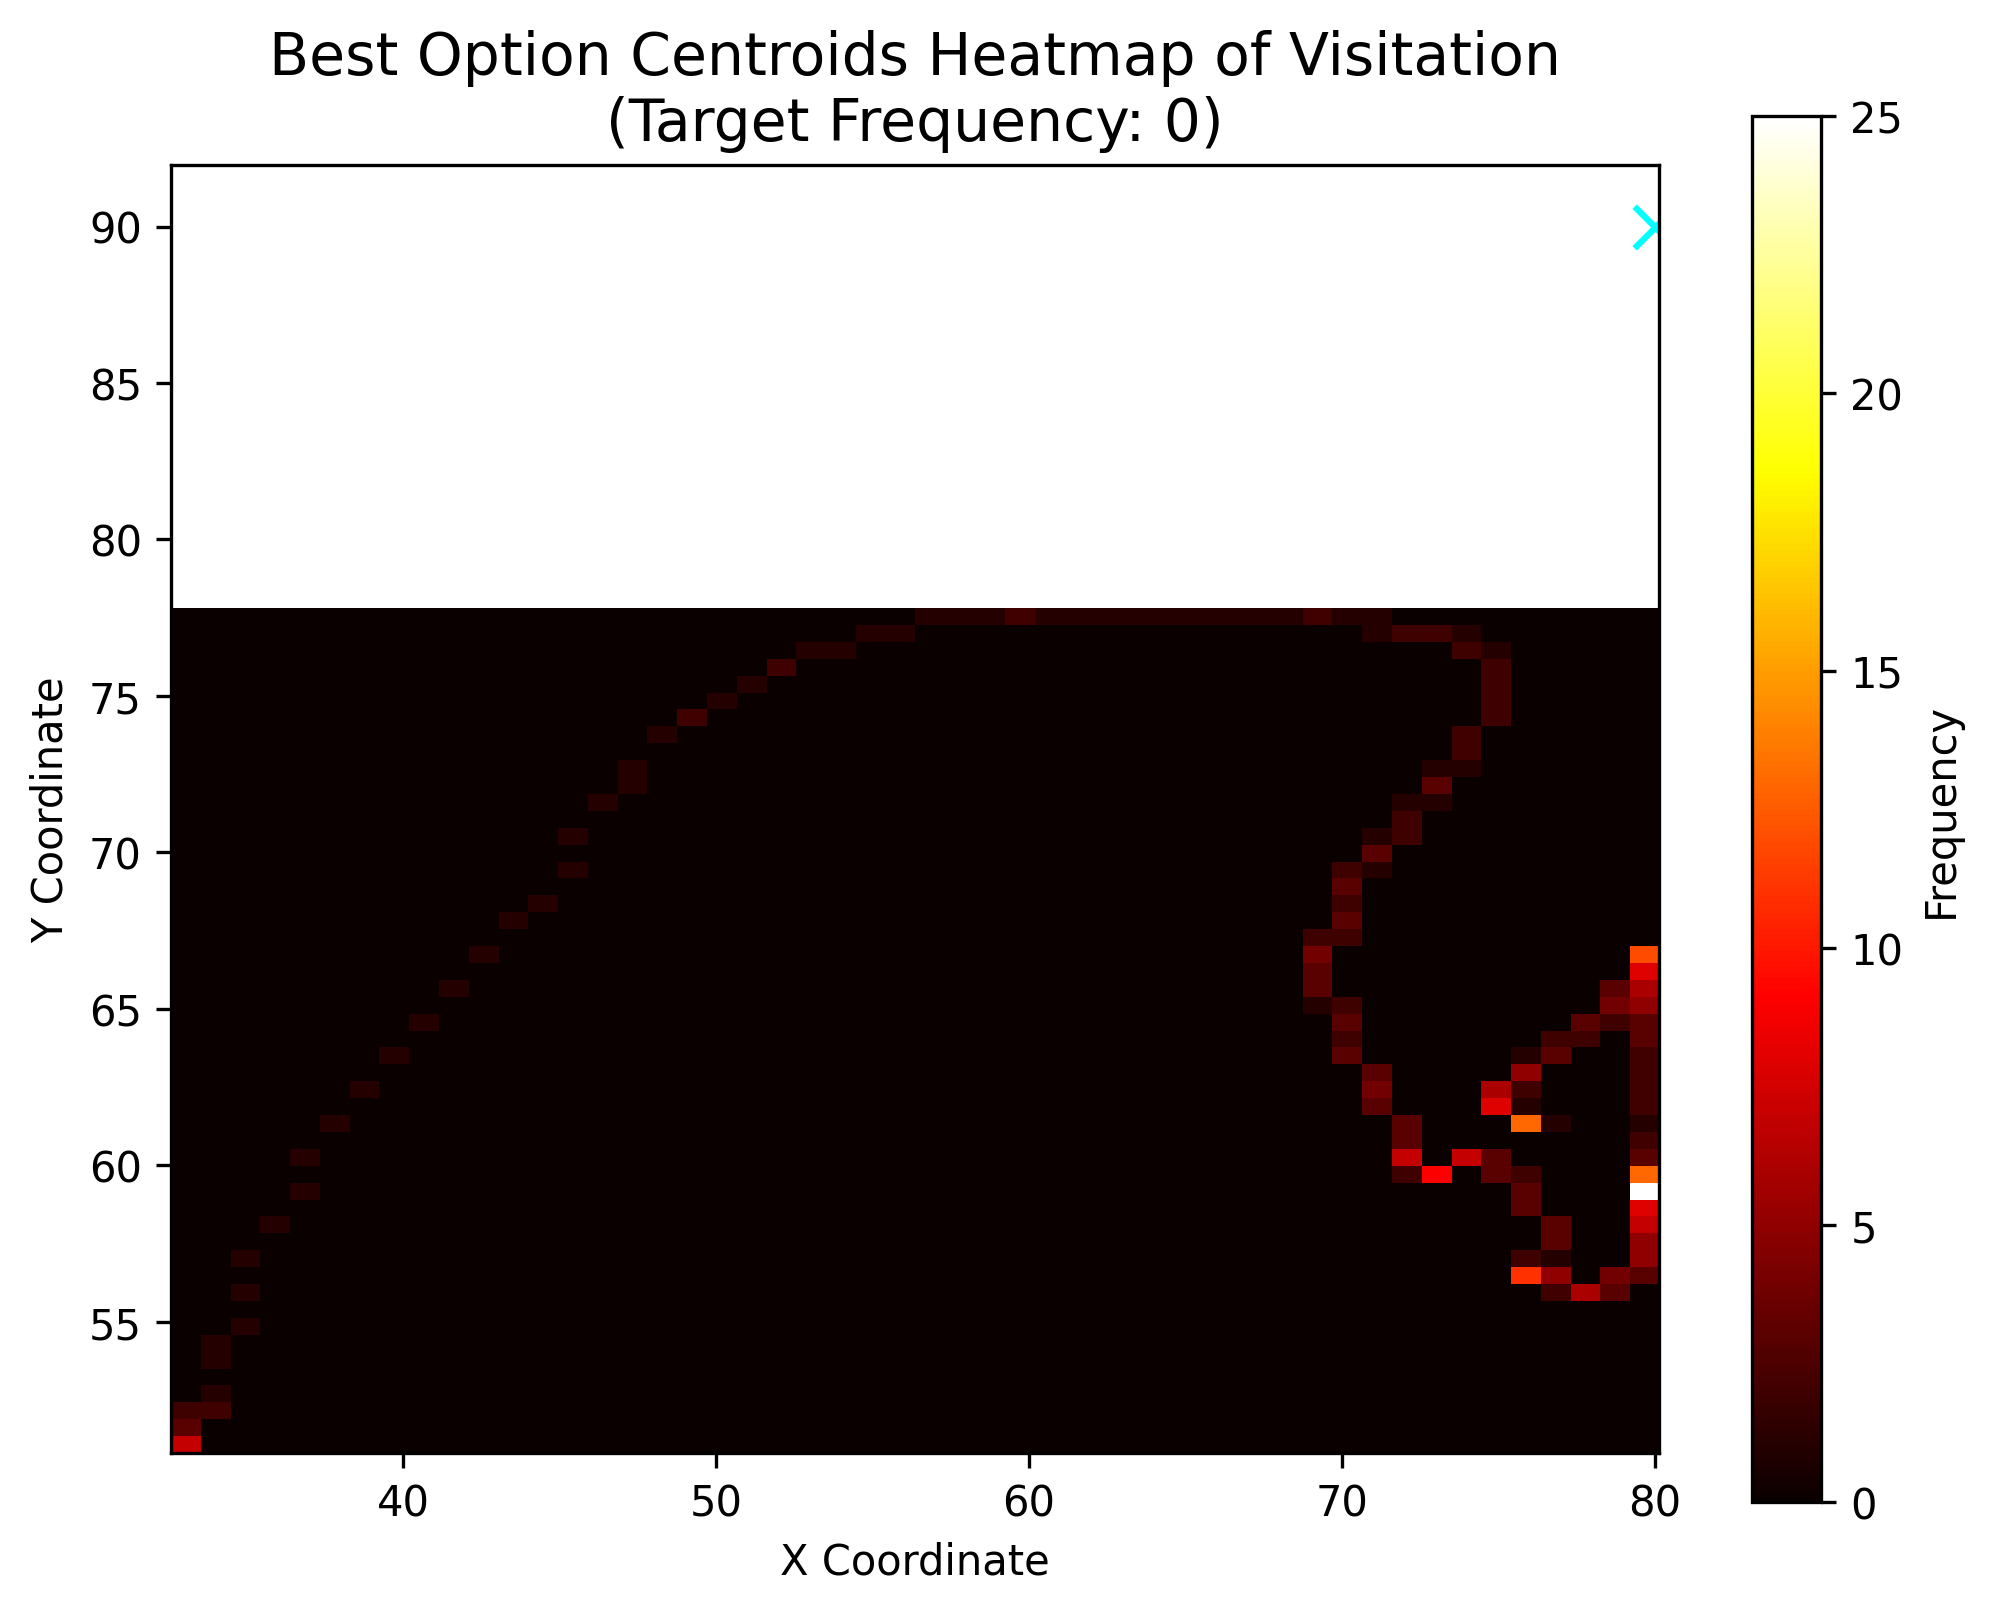 Best Option Centroids Heatmap of Visitation
(Target Frequency: 0)
25
20
15
10
5
0
Frequency
90
85
80
75
70
65
60
55
Y Coordinate
40 50 60 70 80
X Coordinate